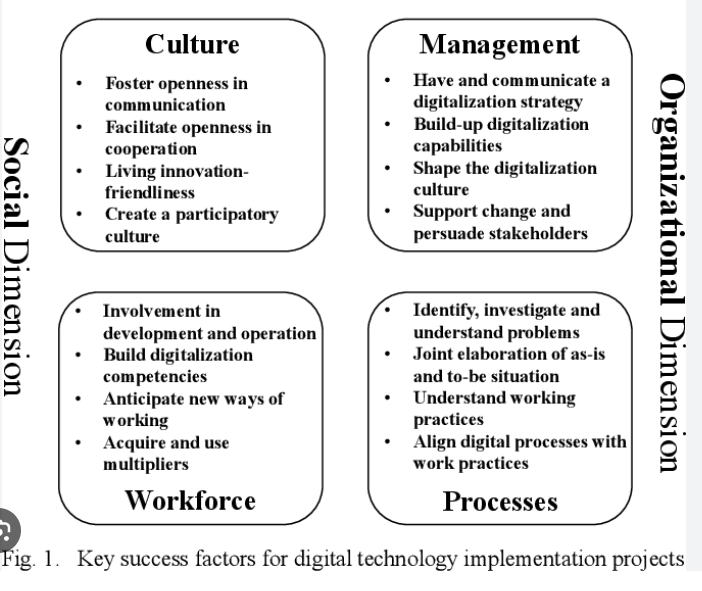 Culture
• Foster openness in
communication
• Facilitate openness in
cooperation
• Living innovation-
friendliness
• Create a participatory
culture
Management
• Have and communicate a
digitalization strategy
• Build-up digitalization
capabilities
• Shape the digitalization
culture
• Support change and
persuade stakeholders
Social Dimension
Organizational Dimension
• Involvement in
development and operation
• Build digitalization
competencies
• Anticipate new ways of
working
• Acquire and use
multipliers
Workforce
• Identify, investigate and
understand problems
• Joint elaboration of as-is
and to-be situation
• Understand working
practices
• Align digital processes with
work practices
Processes
Fig. 1. Key success factors for digital technology implementation projects